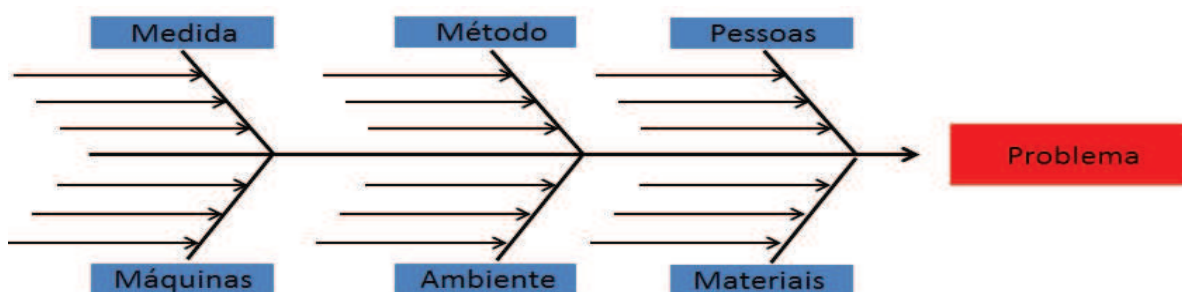 Medida
Método
Pessoas
Problema
Máquinas
Ambiente
Materiais